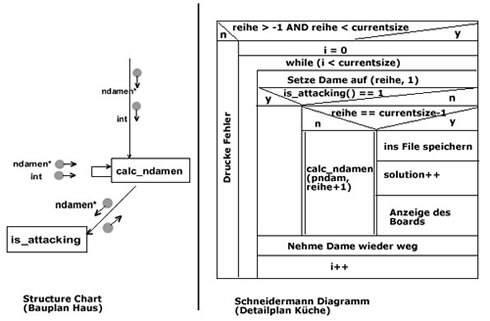 ndamen*
int
ndamen*
int
calc_ndamen
ndamen*
is_attacking
Structure Chart
(Bauplan Haus)
reihe > -1 AND reihe < currentsize
n
y
i = 0
while (i < currentsize)
Setze Dame auf (reihe, 1)
is_attacking() == 1
y
n
reihe == currentsize-1
n
y
Drucke Fehler
calc_ndamen
(pndam,
reihe+1)
ins File speichern
solution++
Anzeige des
Boards
Nehme Dame wieder weg
i++
Schneidermann Diagramm
(Detailplan Küche)